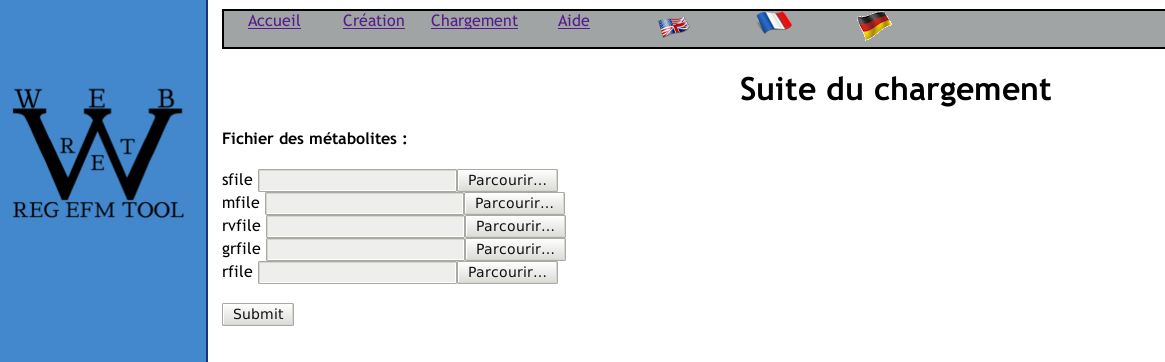 Accueil Création Chargement Aide
W E B
R E T
REG EFM TOOL
Suite du chargement
Fichier des métabolites :
sfile Parcourir...
mfile Parcourir...
rvfile Parcourir...
grfile Parcourir...
rfile Parcourir...
Submit